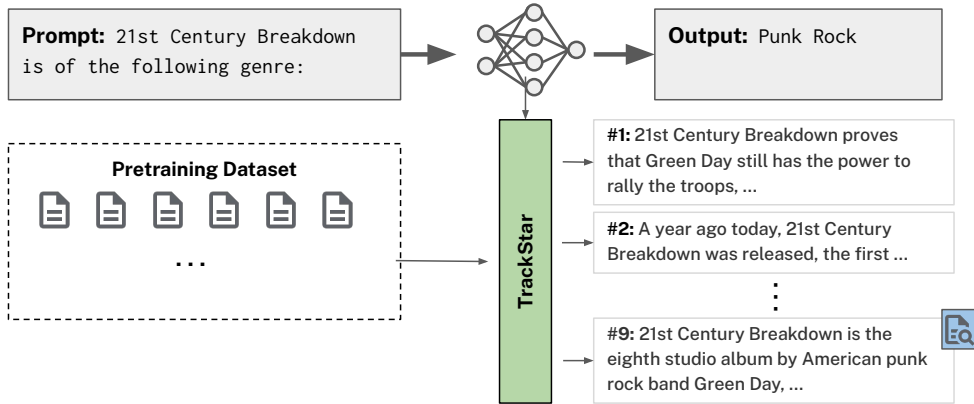 Prompt: 21st Century Breakdown
is of the following genre:
Output: Punk Rock
Pretraining Dataset
...
TrackStar
#1: 21st Century Breakdown proves
that Green Day still has the power to
rally the troops, ...
#2: A year ago today, 21st Century
Breakdown was released, the first ...
⋮
#9: 21st Century Breakdown is the
eighth studio album by American punk
rock band Green Day, ...